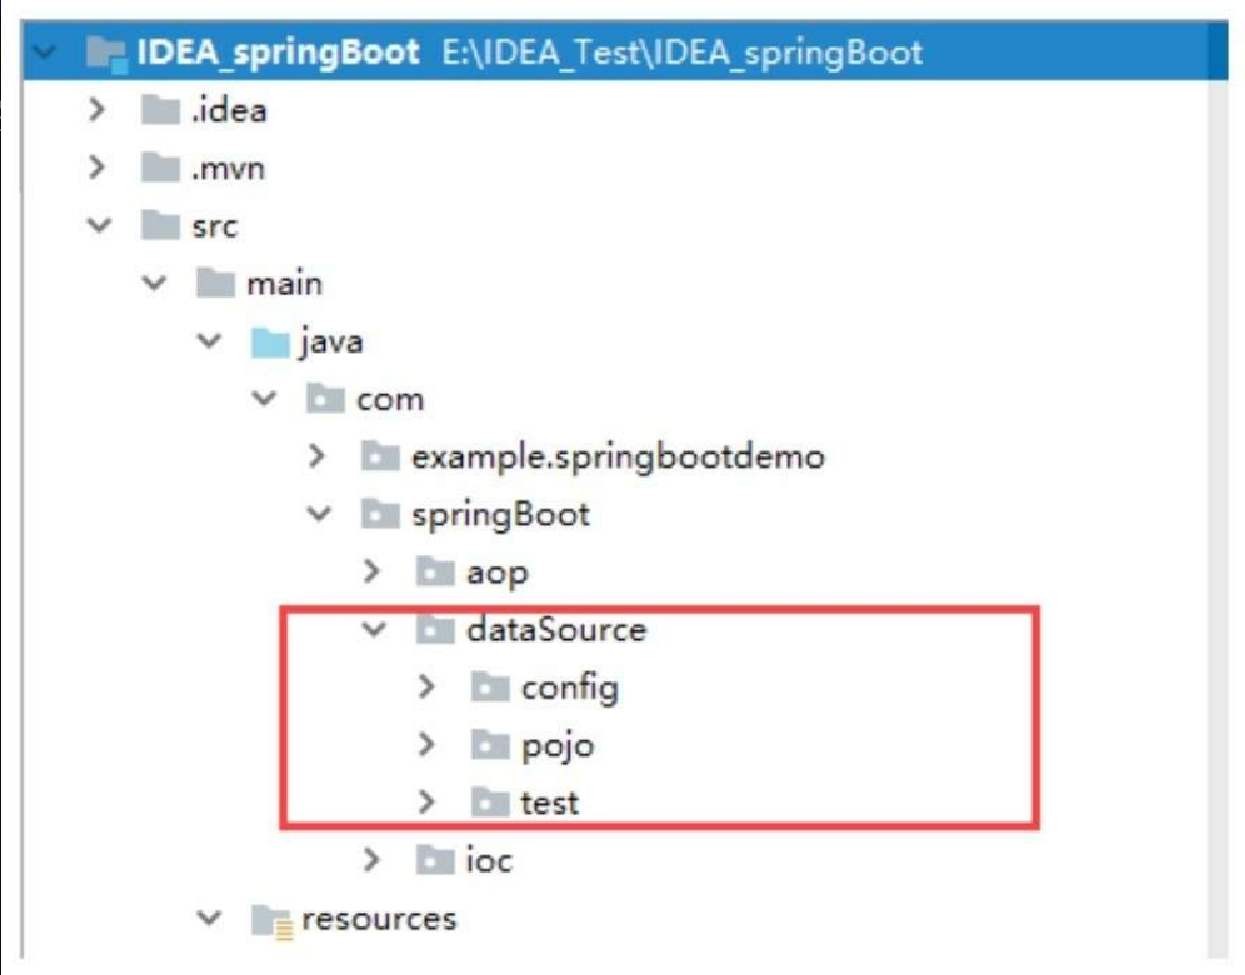 IDEA_springBoot E:\IDEA_Test\IDEA_springBoot
.idea
.mvn
src
main
java
com
example.springbootdemo
springBoot
aop
dataSource
config
pojo
test
ioc
resources